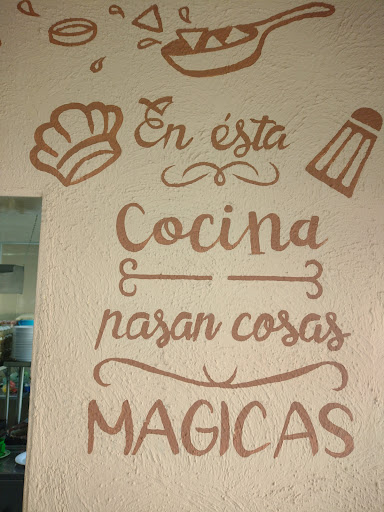 En ésta
Cocina
pasan cosas
MAGICAS